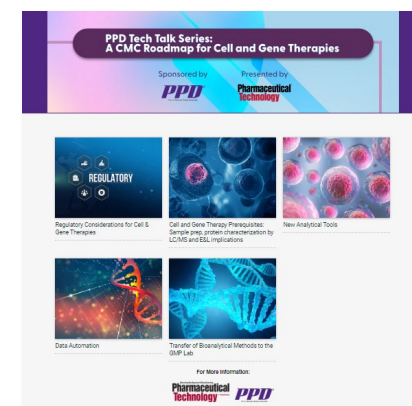 PPD Tech Talk Series:
A CMC Roadmap for Cell and Gene Therapies
Sponsored by
Presented by
PPD
Pharmaceutical
Technology
REGULATORY
Regulatory Considerations for Cell &
Gene Therapies
Cell and Gene Therapy Prerequisites:
Sample prep, protein characterization by
LC/MS and E&L implications
New Analytical Tools
Data Automation
Transfer of Bioanalytical Methods to the
GMP Lab
For More Information:
Pharmaceutical
Technology
PPD